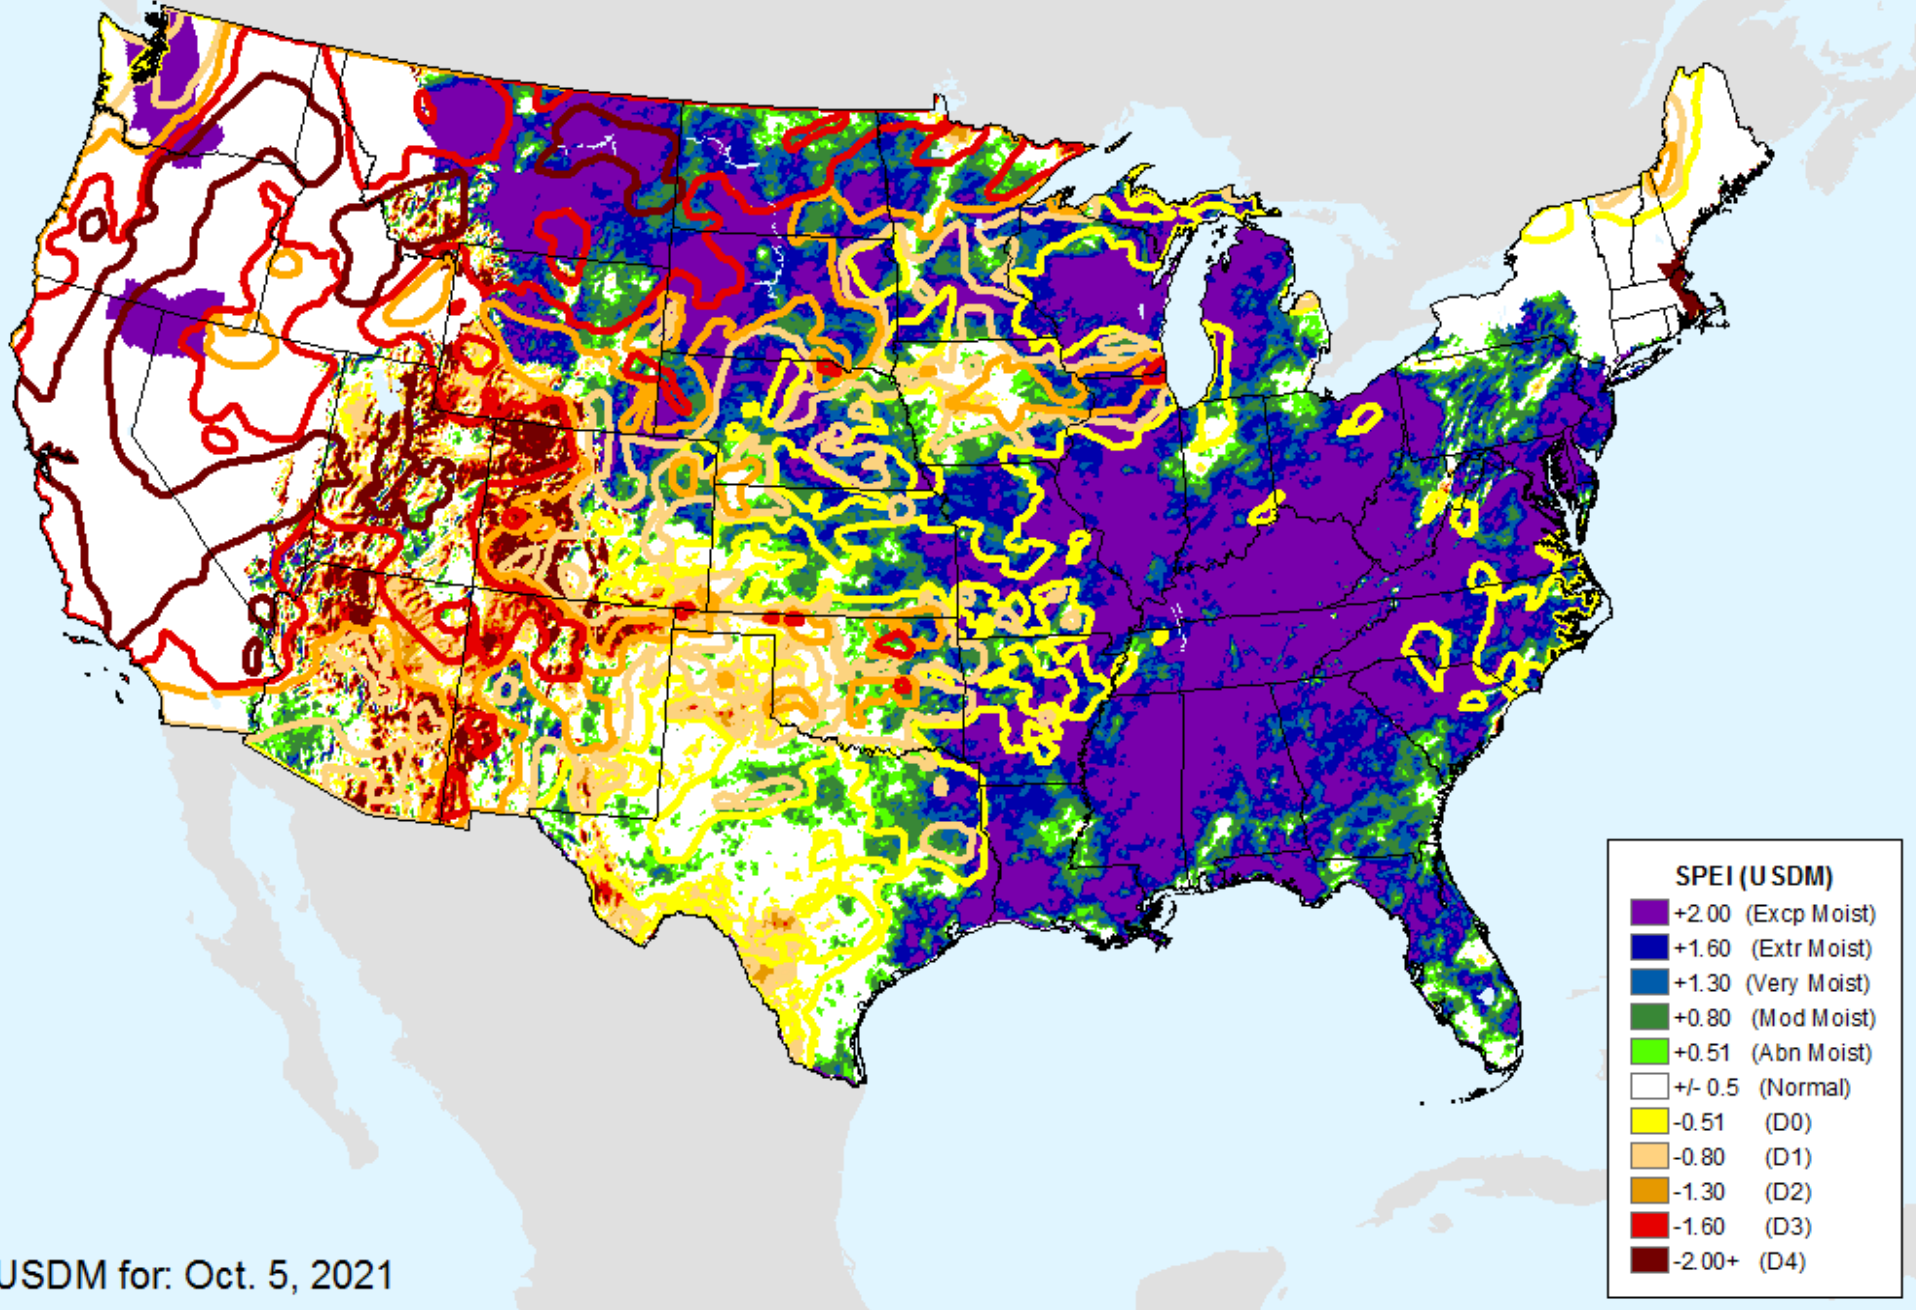 SPEI (USDM)
+2.00 (Excp Moist)
+1.60 (Extr Moist)
+1.30 (Very Moist)
+0.80 (Mod Moist)
+0.51 (Abn Moist)
+/- 0.5 (Normal)
-0.51 (D0)
-0.80 (D1)
-1.30 (D2)
-1.60 (D3)
-2.00+ (D4)
USDM for: Oct. 5, 2021